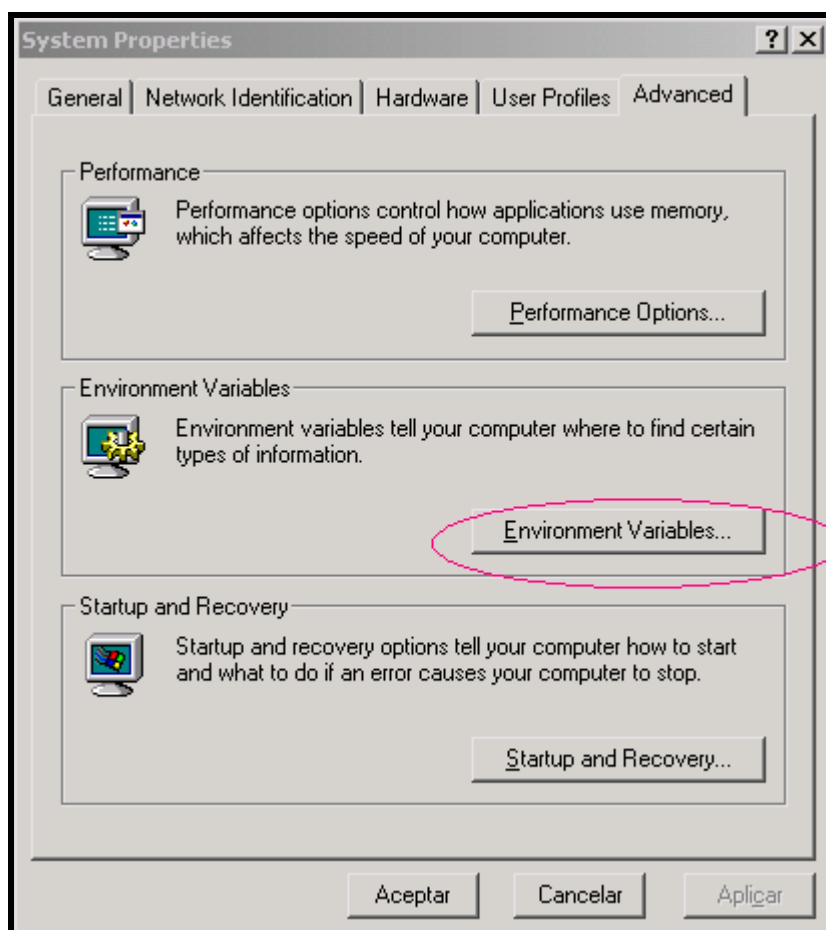 System Properties
General Network Identification Hardware User Profiles Advanced
Performance
Performance options control how applications use memory,
which affects the speed of your computer.
Performance Options...
Environment Variables
Environment variables tell your computer where to find certain
types of information.
Environment Variables...
Startup and Recovery
Startup and recovery options tell your computer how to start
and what to do if an error causes your computer to stop.
Startup and Recovery...
Aceptar Cancelar Aplicar